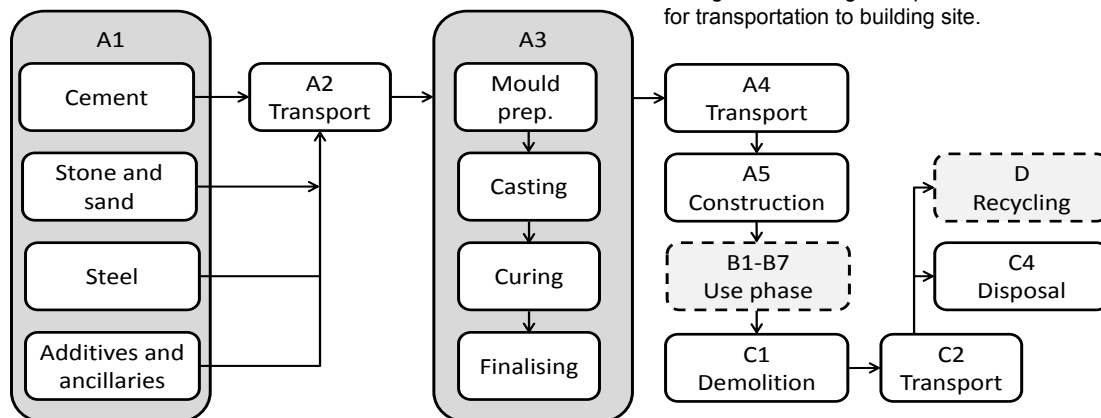 for transportation to building site.
A1
Cement
Stone and
sand
Steel
Additives and
ancillaries
A2
Transport
A3
Mould
prep.
Casting
Curing
Finalising
A4
Transport
A5
Construction
B1-B7
Use phase
C1
Demolition
C2
Transport
D
Recycling
C4
Disposal